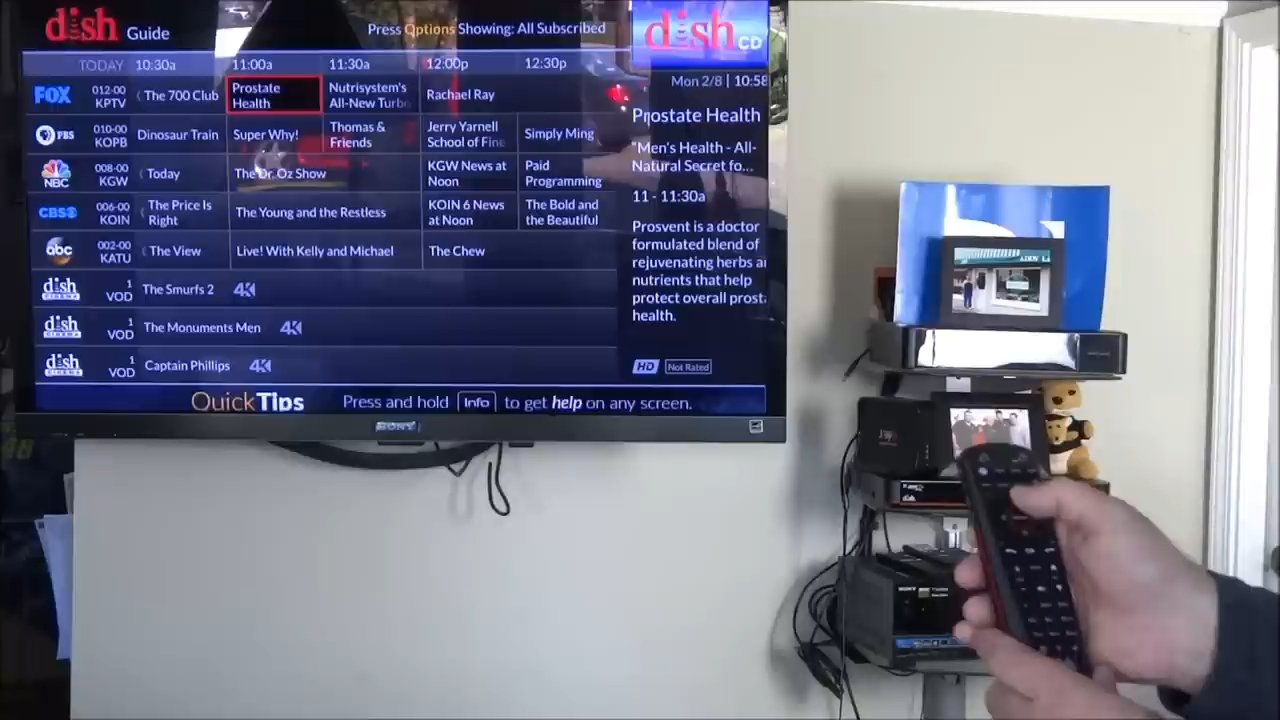 dish Guide
Press Options Showing: All Subscribed
dish CD
TODAY 10:30a 11:00a 11:30a 12:00p 12:30p
Mon 2/8 | 10:58
FOX 012-00 KPTV
The 700 Club
Prostate Health
Nutrisystem's All-New Turbo
Rachael Ray
PBS 010-00 KOPB
Dinosaur Train
Super Why!
Thomas & Friends
Jerry Yarnell School of Fine
Simply Ming
NBC 008-00 KGW
Today
The Dr. Oz Show
KGW News at Noon
Paid Programming
CBS 006-00 KOIN
The Price Is Right
The Young and the Restless
KOIN 6 News at Noon
The Bold and the Beautiful
abc 002-00 KATU
The View
Live! With Kelly and Michael
The Chew
dish CINEMA 1 VOD
The Smurfs 2 4K
dish CINEMA 1 VOD
The Monuments Men 4K
dish CINEMA 1 VOD
Captain Phillips 4K
Prostate Health
"Men's Health - All-
Natural Secret fo...
11 - 11:30a
Prosvent is a doctor
formulated blend of
rejuvenating herbs a
nutrients that help
protect overall prost
health.
HD Not Rated
QuickTips Press and hold Info to get help on any screen.
SONY
dish
SONY